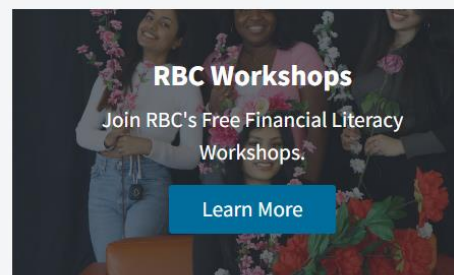 RBC Workshops
Join RBC's Free Financial Literacy
Workshops.
Learn More